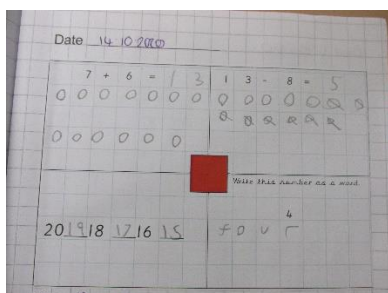 Date 14.10.2020
7 + 6 = 13
13 - 8 = 5
Write this number as a word.
4
20 19 18 17 16 15
four